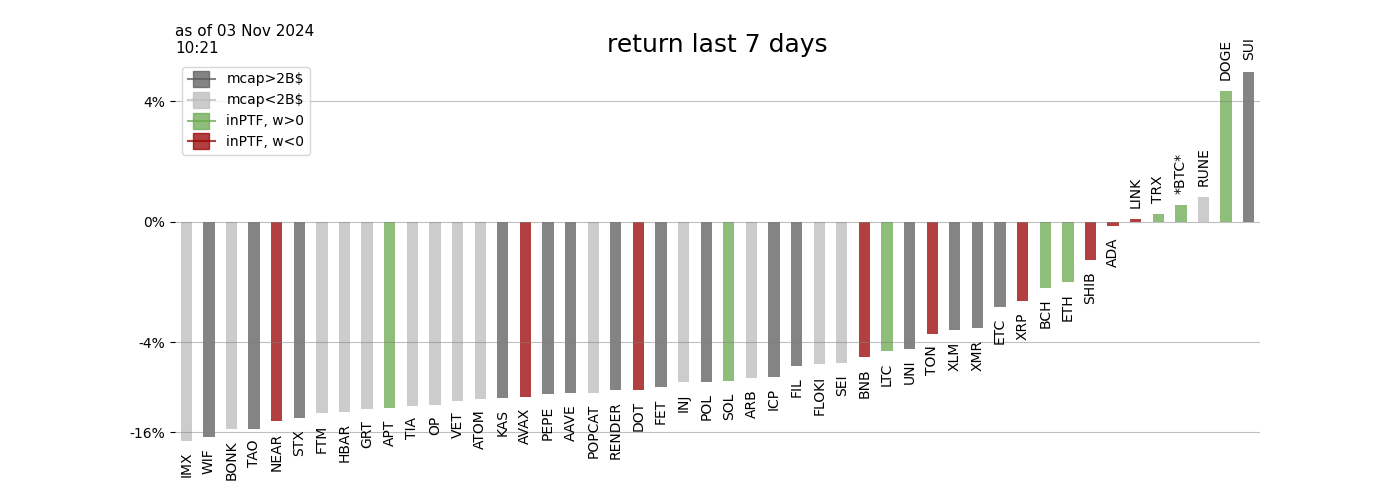 as of 03 Nov 2024
10:21
return last 7 days
mcap>2B$
mcap<2B$
inPTF, w>0
inPTF, w<0
4%
0%
-4%
-16%
IMX
WIF
BONK
TAO
NEAR
STX
FTM
HBAR
GRT
APT
TIA
OP
VET
ATOM
KAS
AVAX
PEPE
AAVE
POPCAT
RENDER
DOT
FET
INJ
POL
SOL
ARB
ICP
FIL
FLOKI
SEI
BNB
LTC
UNI
TON
XLM
XMR
ETC
XRP
BCH
ETH
SHIB
ADA
LINK
TRX
*BTC*
RUNE
DOGE
SUI